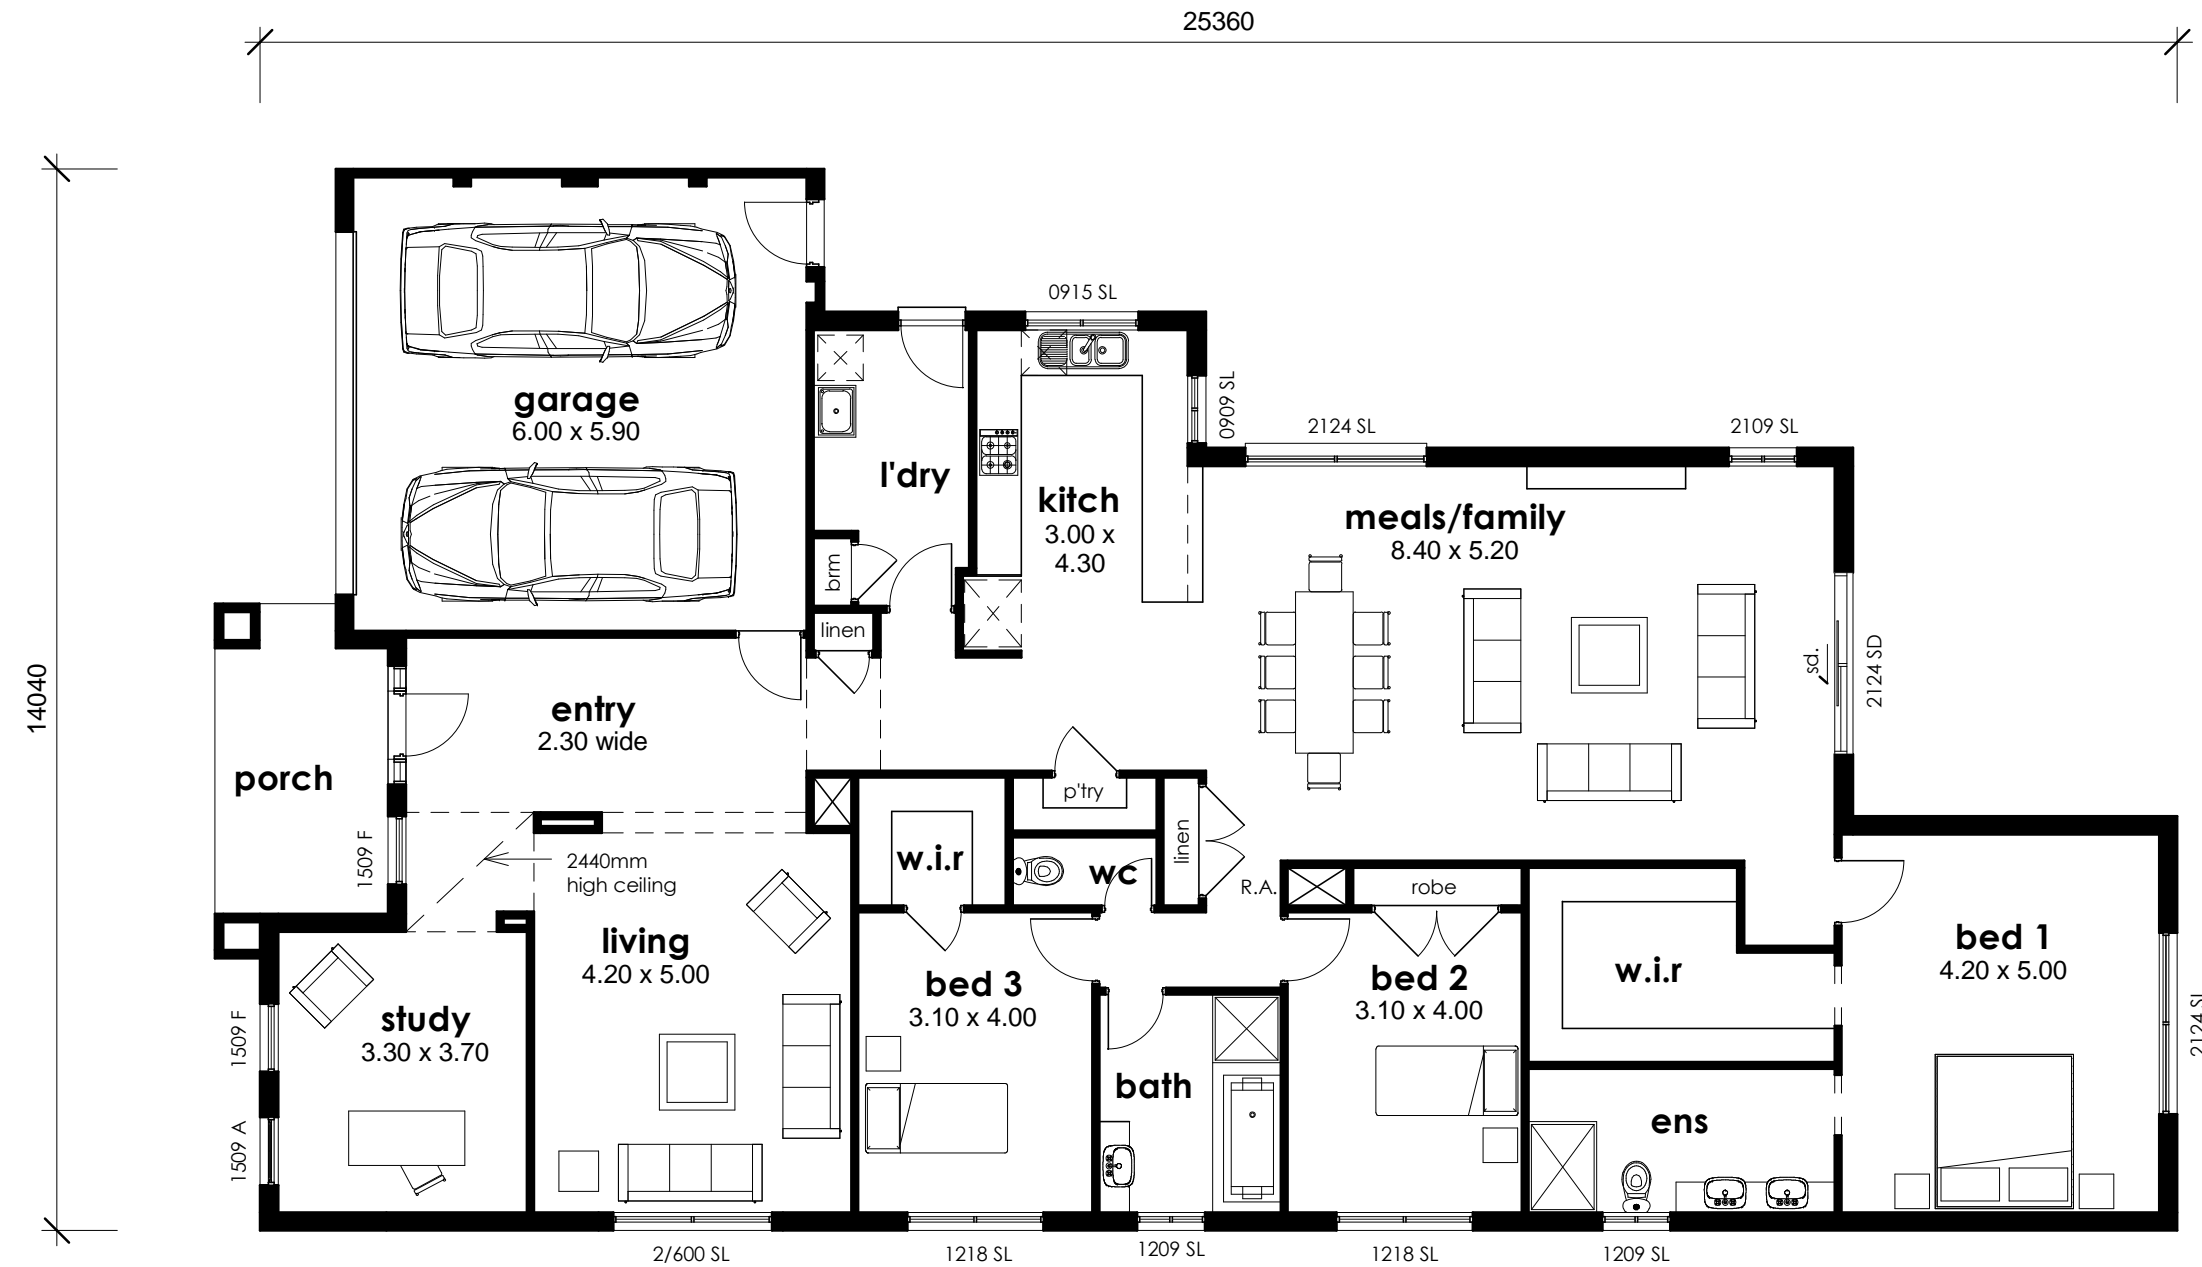 25360
14040
0915 SL
garage
6.00 x 5.90
0909 SL
2124 SL
2109 SL
l'dry
kitch
3.00 x
4.30
meals/family
8.40 x 5.20
brm
linen
sd.
2124 SD
entry
2.30 wide
porch
p'try
linen
1509 F
2440mm
high ceiling
w.i.r
wc
R.A.
robe
living
4.20 x 5.00
bed 3
3.10 x 4.00
bed 2
3.10 x 4.00
w.i.r
bed 1
4.20 x 5.00
study
3.30 x 3.70
1509 F
2124 SL
bath
ens
1509 A
2/600 SL
1218 SL
1209 SL
1218 SL
1209 SL